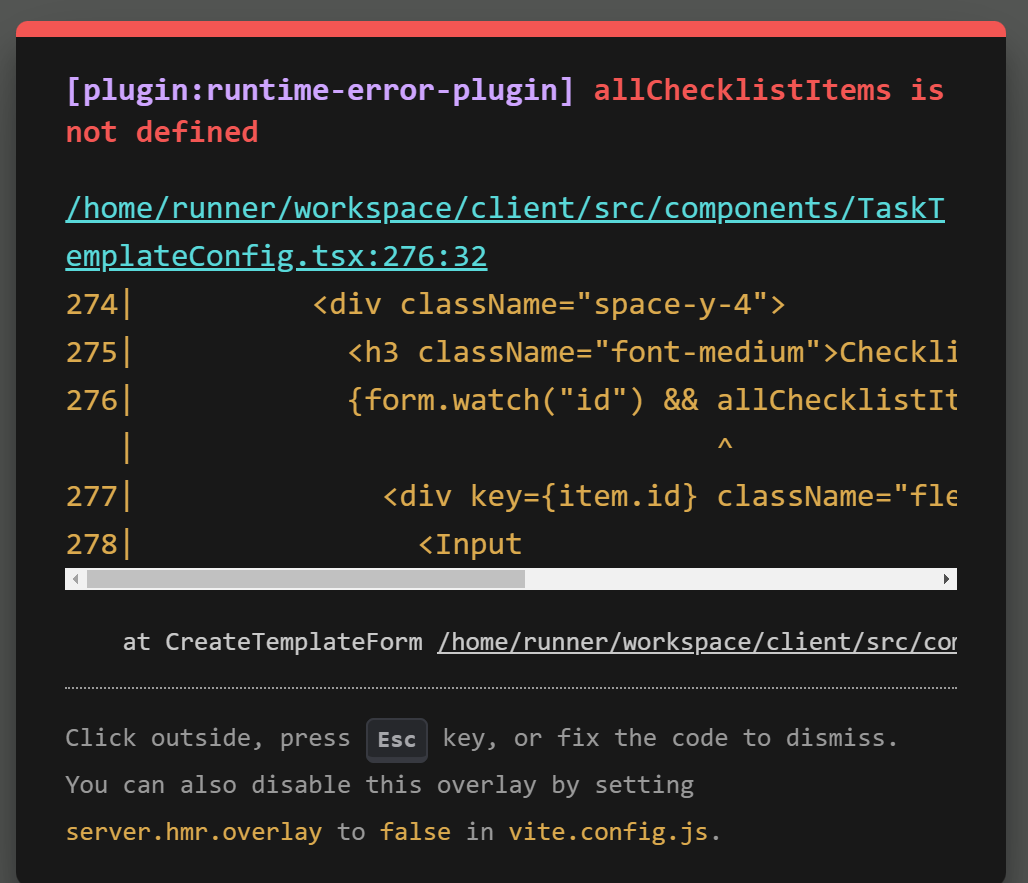 [plugin:runtime-error-plugin] allChecklistItems is
not defined
/home/runner/workspace/client/src/components/TaskT
emplateConfig.tsx:276:32
274|          <div className="space-y-4">
275|            <h3 className="font-medium">Checkli
276|            {form.watch("id") && allChecklistIt
   |                                 ^
277|              <div key={item.id} className="fle
278|                <Input
at CreateTemplateForm /home/runner/workspace/client/src/con
Click outside, press Esc key, or fix the code to dismiss.
You can also disable this overlay by setting
server.hmr.overlay to false in vite.config.js.